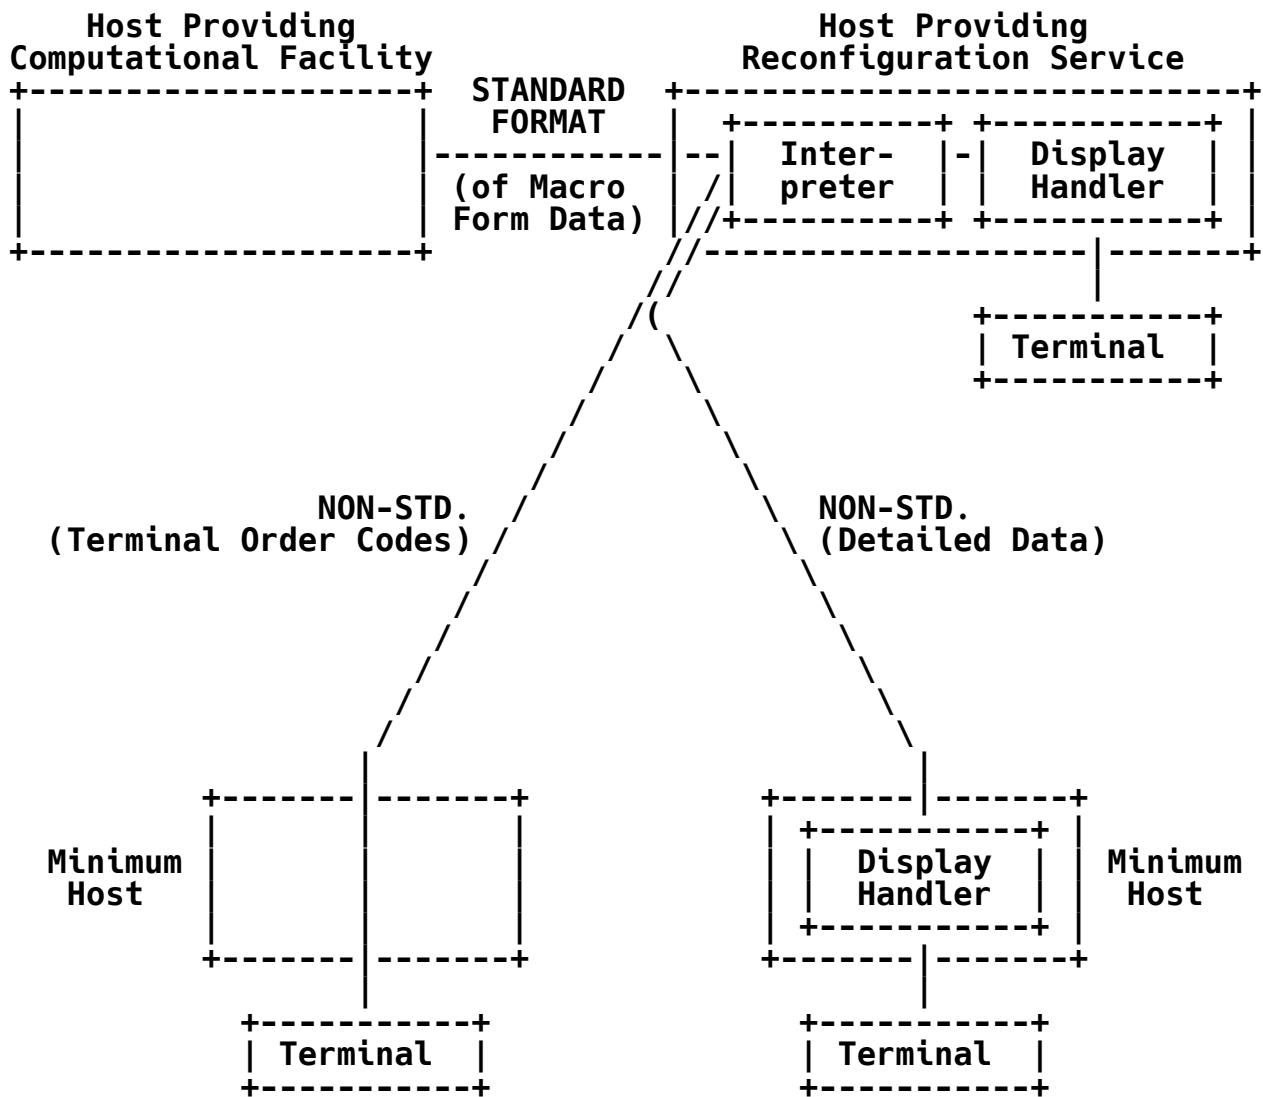 Host Providing
Computational Facility
Host Providing
Reconfiguration Service
STANDARD
FORMAT
(of Macro
Form Data)
Inter-
preter
Display
Handler
Terminal
NON-STD.
(Terminal Order Codes)
NON-STD.
(Detailed Data)
Minimum
Host
Display
Handler
Minimum
Host
Terminal
Terminal